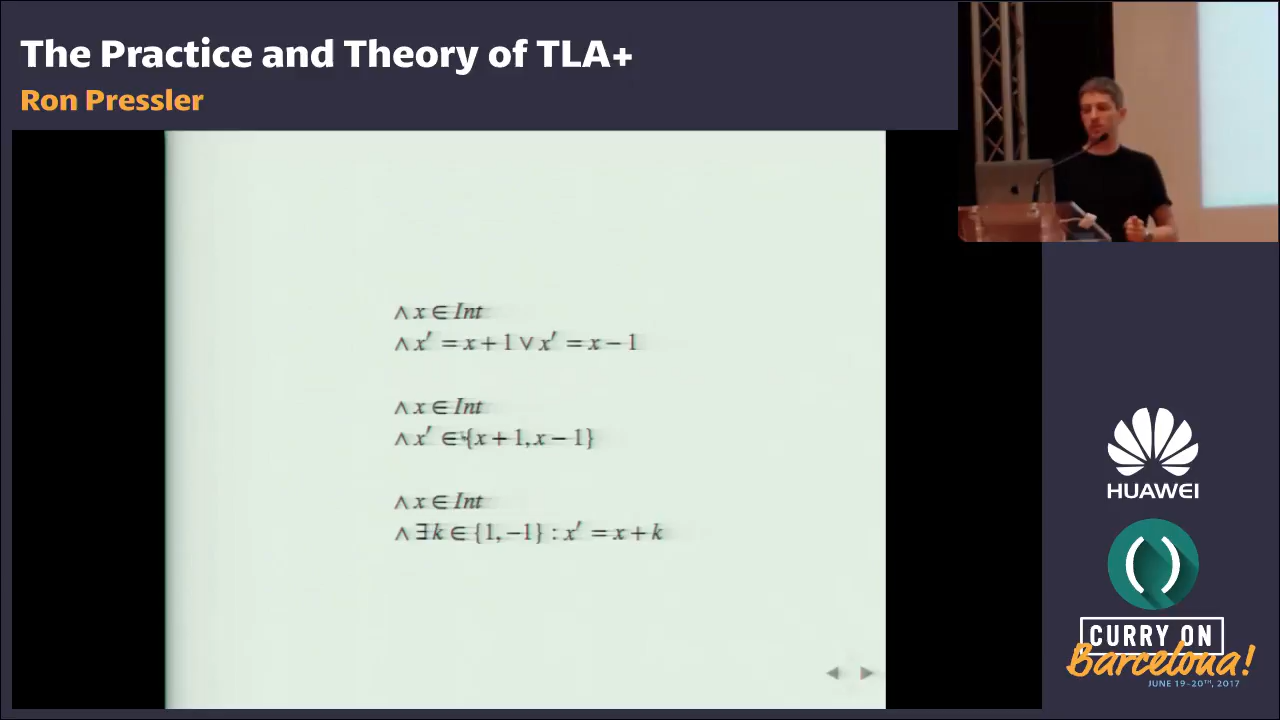 The Practice and Theory of TLA+
Ron Pressler
∧ x ∈ Int
∧ x′ = x + 1 ∨ x′ = x − 1
∧ x ∈ Int
∧ x′ ∈ {x + 1, x − 1}
∧ x ∈ Int
∧ ∃k ∈ {1, −1} : x′ = x + k
HUAWEI
CURRY ON
Barcelona!
JUNE 19-20TH, 2017